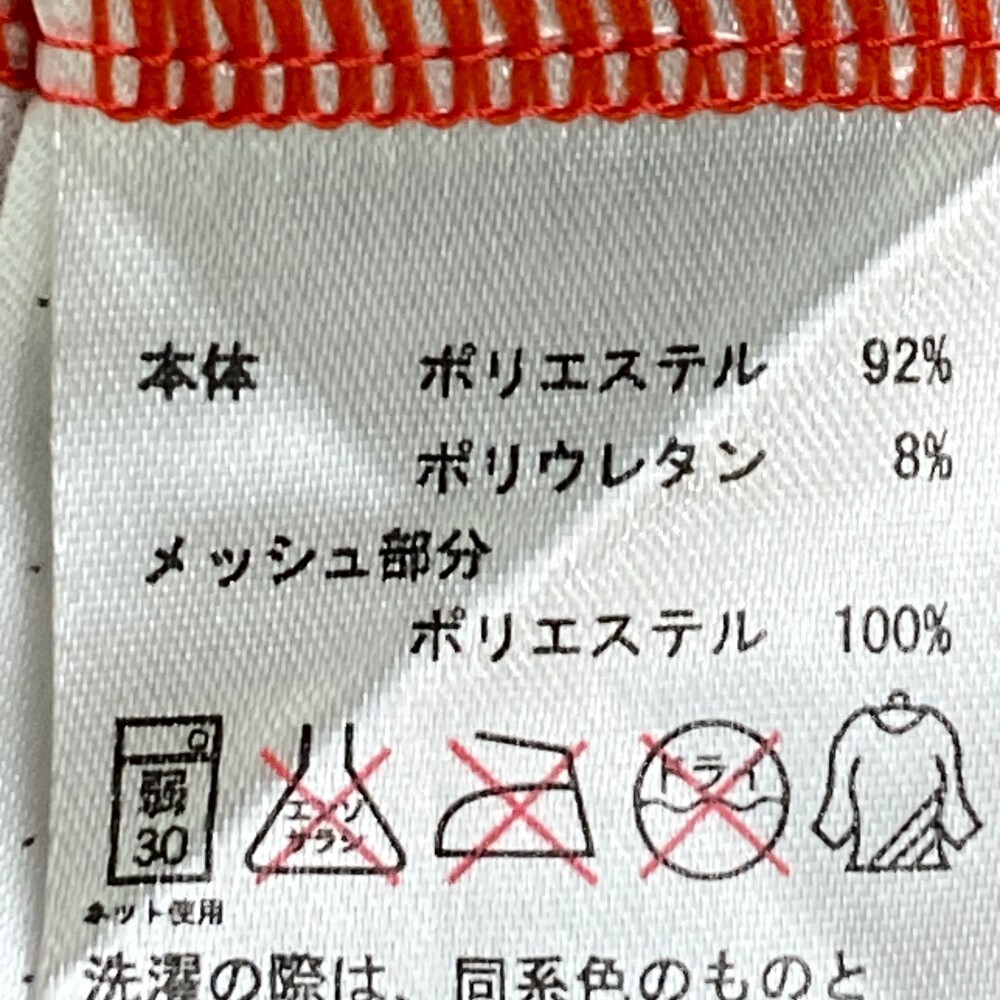 本体 ポリエステル 92%
ポリウレタン 8%
メッシュ部分
ポリエステル 100%
弱
30
エンソ
サラシ
ドライ
ネット使用
洗濯の際は、同系色のものと